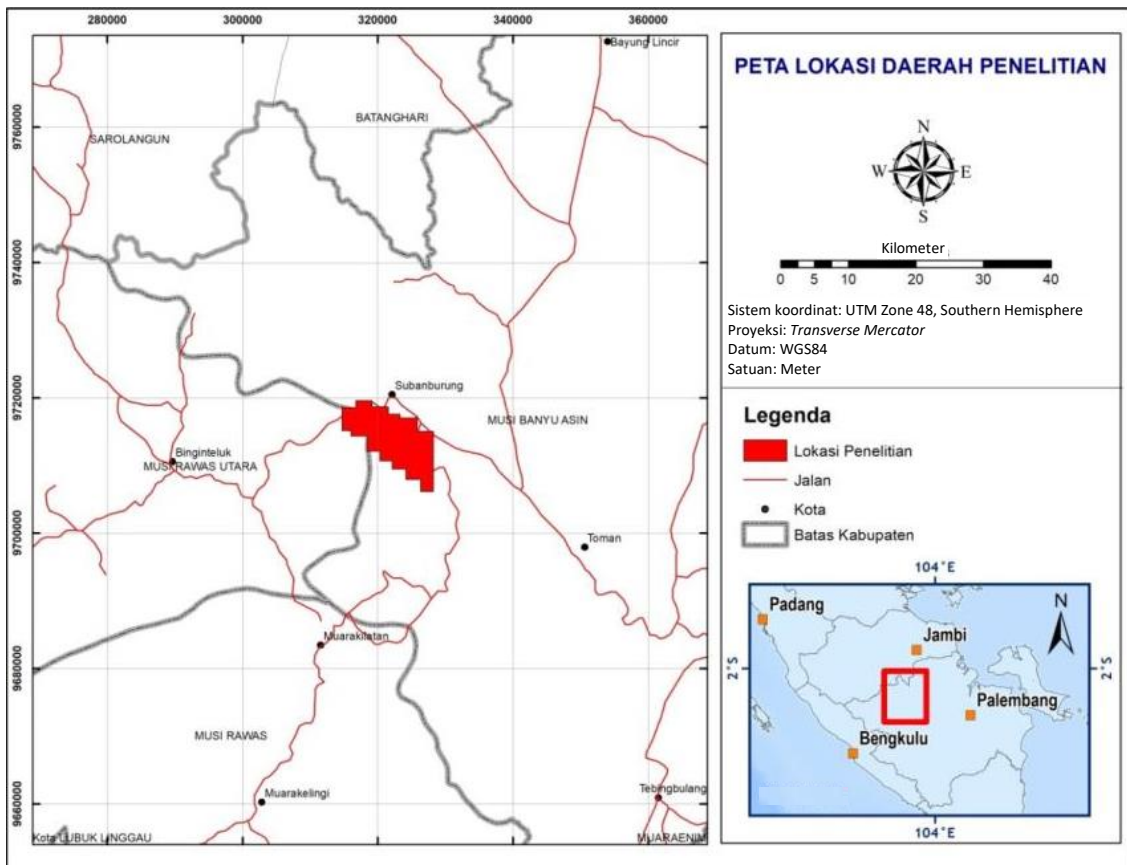 280000
300000
320000
340000
360000
Bayung Lincir
9760000
SAROLANGUN
BATANGHARI
9740000
9720000
Subanburung
MUSI BANYU ASIN
Binginteluk
MUSI RAWAS UTARA
9700000
Toman
Muarakilatan
9680000
MUSI RAWAS
9660000
Muarakelingi
Tebingbulang
Kota LUBUK LINGGAU
MUARAENIM
PETA LOKASI DAERAH PENELITIAN
N
W
E
S
Kilometer
0 5 10 20 30 40
Sistem koordinat: UTM Zone 48, Southern Hemisphere
Proyeksi: Transverse Mercator
Datum: WGS84
Satuan: Meter
Legenda
Lokasi Penelitian
Jalan
Kota
Batas Kabupaten
104°E
Padang
N
Jambi
2°S
2°S
Palembang
Bengkulu
104°E